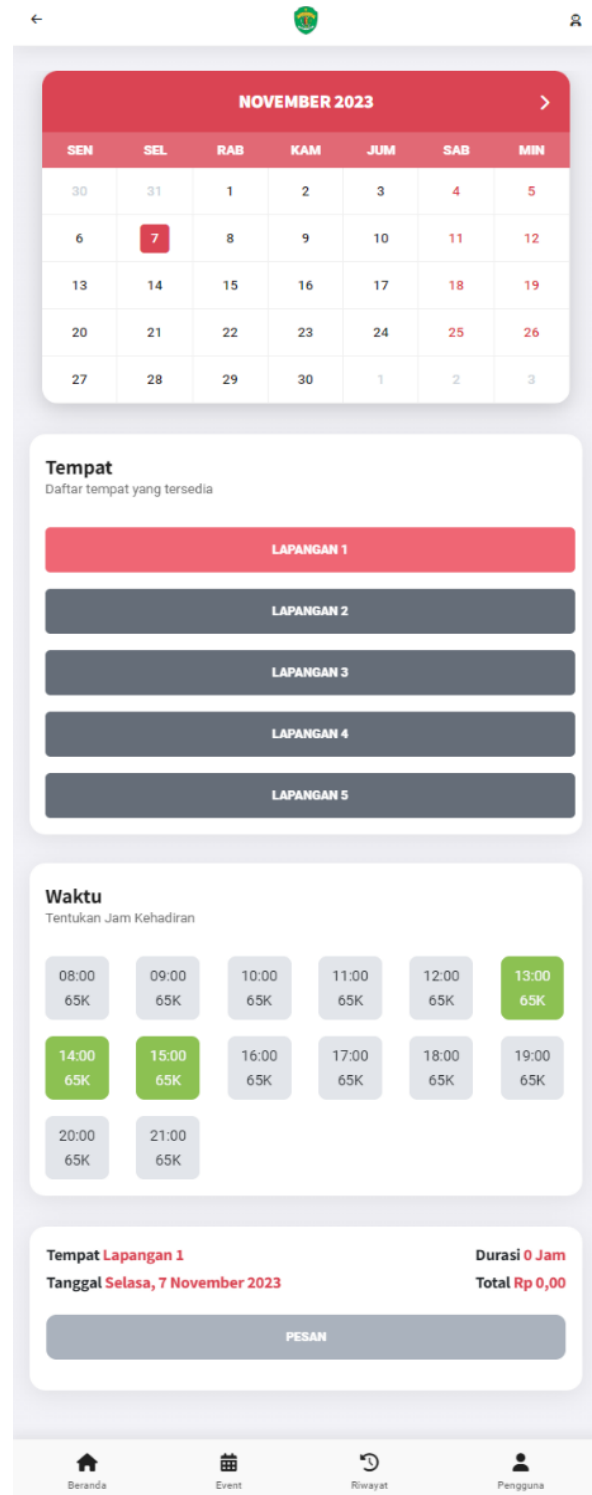 NOVEMBER 2023
SEN SEL RAB KAM JUM SAB MIN
30 31 1 2 3 4 5
6 7 8 9 10 11 12
13 14 15 16 17 18 19
20 21 22 23 24 25 26
27 28 29 30 1 2 3
Tempat
Daftar tempat yang tersedia
LAPANGAN 1
LAPANGAN 2
LAPANGAN 3
LAPANGAN 4
LAPANGAN 5
Waktu
Tentukan Jam Kehadiran
08:00 09:00 10:00 11:00 12:00 13:00
65K 65K 65K 65K 65K 65K
14:00 15:00 16:00 17:00 18:00 19:00
65K 65K 65K 65K 65K 65K
20:00 21:00
65K 65K
Tempat Lapangan 1 Durasi 0 Jam
Tanggal Selasa, 7 November 2023 Total Rp 0,00
PESAN
Beranda Event Riwayat Pengguna